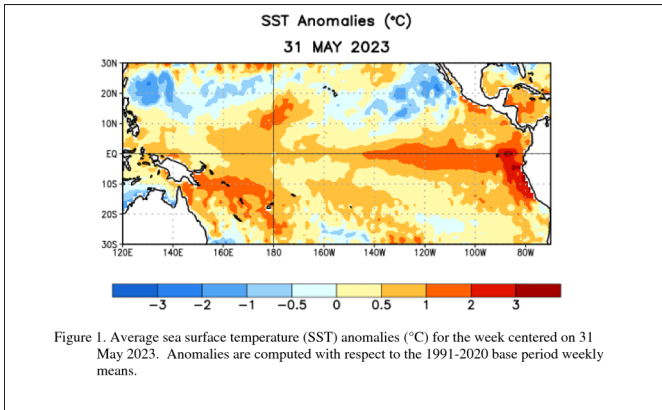 SST Anomalies (°C)
31 MAY 2023
30N
20N
10N
EQ
10S
20S
30S
120E 140E 160E 180 160W 140W 120W 100W 80W
−3 −2 −1 −0.5 0 0.5 1 2 3
Figure 1. Average sea surface temperature (SST) anomalies (°C) for the week centered on 31
May 2023. Anomalies are computed with respect to the 1991-2020 base period weekly
means.